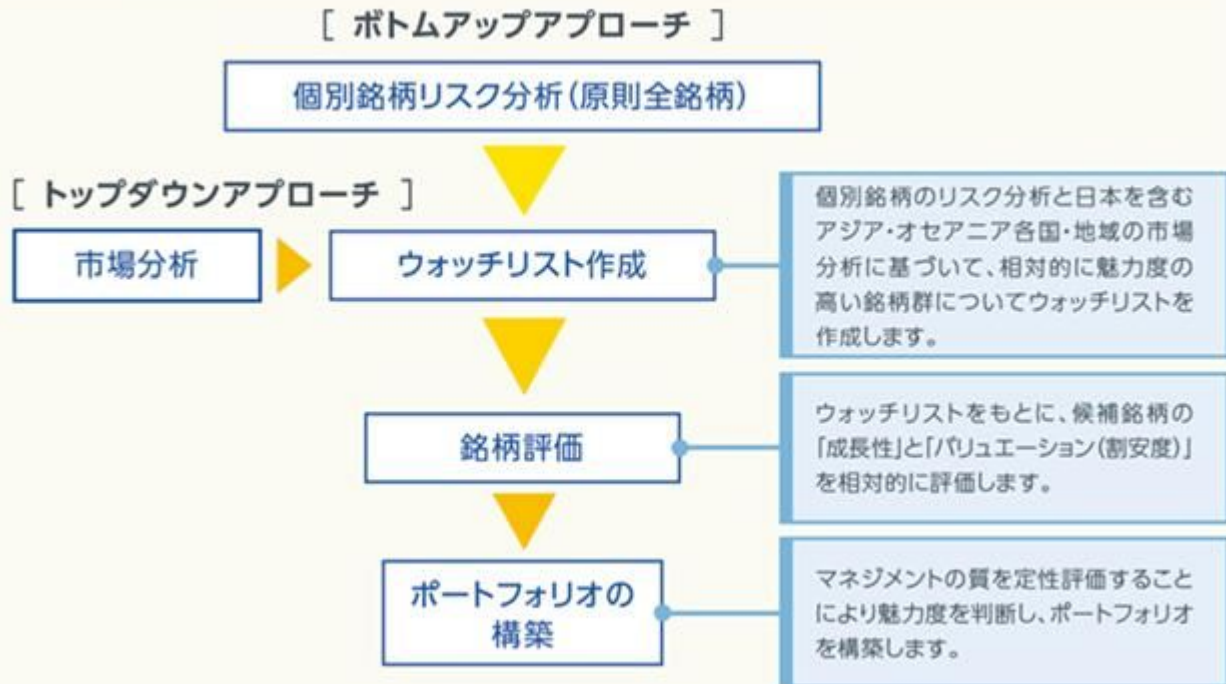 [ ボトムアップアプローチ ]
個別銘柄リスク分析(原則全銘柄)
[ トップダウンアプローチ ]
市場分析
ウォッチリスト作成
個別銘柄のリスク分析と日本を含む
アジア・オセアニア各国・地域の市場
分析に基づいて、相対的に魅力度の
高い銘柄群についてウォッチリストを
作成します。
銘柄評価
ウォッチリストをもとに、候補銘柄の
「成長性」と「バリュエーション(割安度)」
を相対的に評価します。
ポートフォリオの
構築
マネジメントの質を定性評価すること
により魅力度を判断し、ポートフォリオ
を構築します。